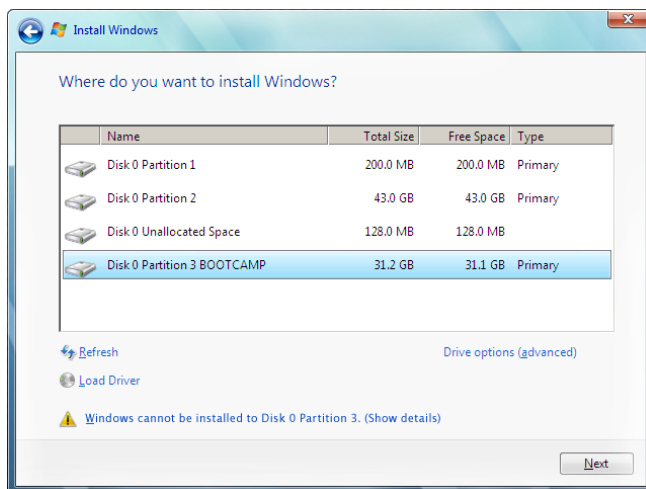 Install Windows
Where do you want to install Windows?
Name Total Size Free Space Type
Disk 0 Partition 1 200.0 MB 200.0 MB Primary
Disk 0 Partition 2 43.0 GB 43.0 GB Primary
Disk 0 Unallocated Space 128.0 MB 128.0 MB
Disk 0 Partition 3 BOOTCAMP 31.2 GB 31.1 GB Primary
Refresh Drive options (advanced)
Load Driver
Windows cannot be installed to Disk 0 Partition 3. (Show details)
Next